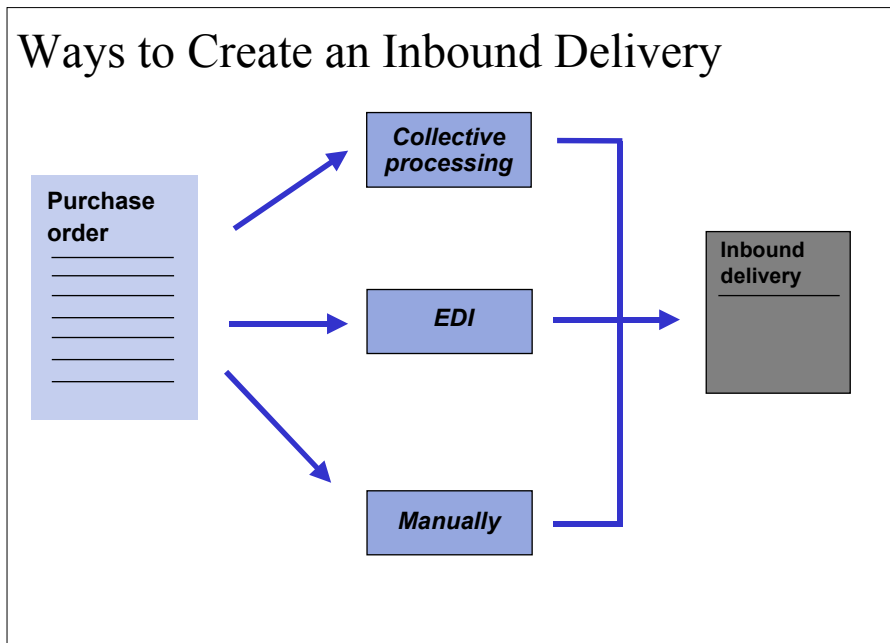 Ways to Create an Inbound Delivery
Purchase
order
Collective
processing
EDI
Manually
Inbound
delivery